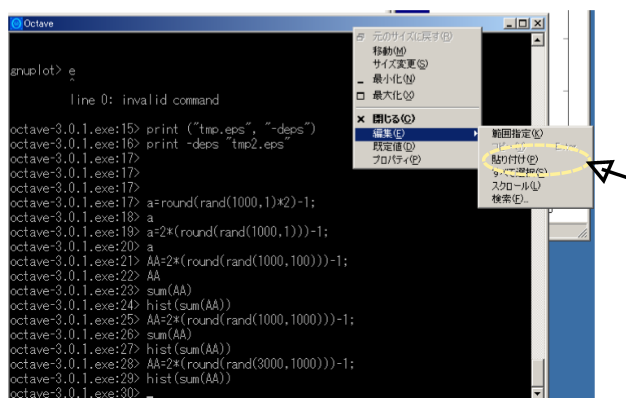 Octave
gnuplot> e
^
line 0: invalid command
octave-3.0.1.exe:15> print ("tmp.eps", "-deps")
octave-3.0.1.exe:16> print -deps "tmp2.eps"
octave-3.0.1.exe:17>
octave-3.0.1.exe:17>
octave-3.0.1.exe:17>
octave-3.0.1.exe:17> a=round(rand(1000,1)*2)-1;
octave-3.0.1.exe:18> a
octave-3.0.1.exe:19> a=2*(round(rand(1000,1)))-1;
octave-3.0.1.exe:20> a
octave-3.0.1.exe:21> AA=2*(round(rand(1000,100)))-1;
octave-3.0.1.exe:22> AA
octave-3.0.1.exe:23> sum(AA)
octave-3.0.1.exe:24> hist(sum(AA))
octave-3.0.1.exe:25> AA=2*(round(rand(1000,1000)))-1;
octave-3.0.1.exe:26> sum(AA)
octave-3.0.1.exe:27> hist(sum(AA))
octave-3.0.1.exe:28> AA=2*(round(rand(3000,1000)))-1;
octave-3.0.1.exe:29> hist(sum(AA))
octave-3.0.1.exe:30> _
元のサイズに戻す(R)
移動(M)
サイズ変更(S)
最小化(N)
最大化(X)
閉じる(C)
編集(E)
既定値(D)
プロパティ(P)
範囲指定(K)
貼り付け(P)
すべて選択(S)
スクロール(L)
検索(F)...